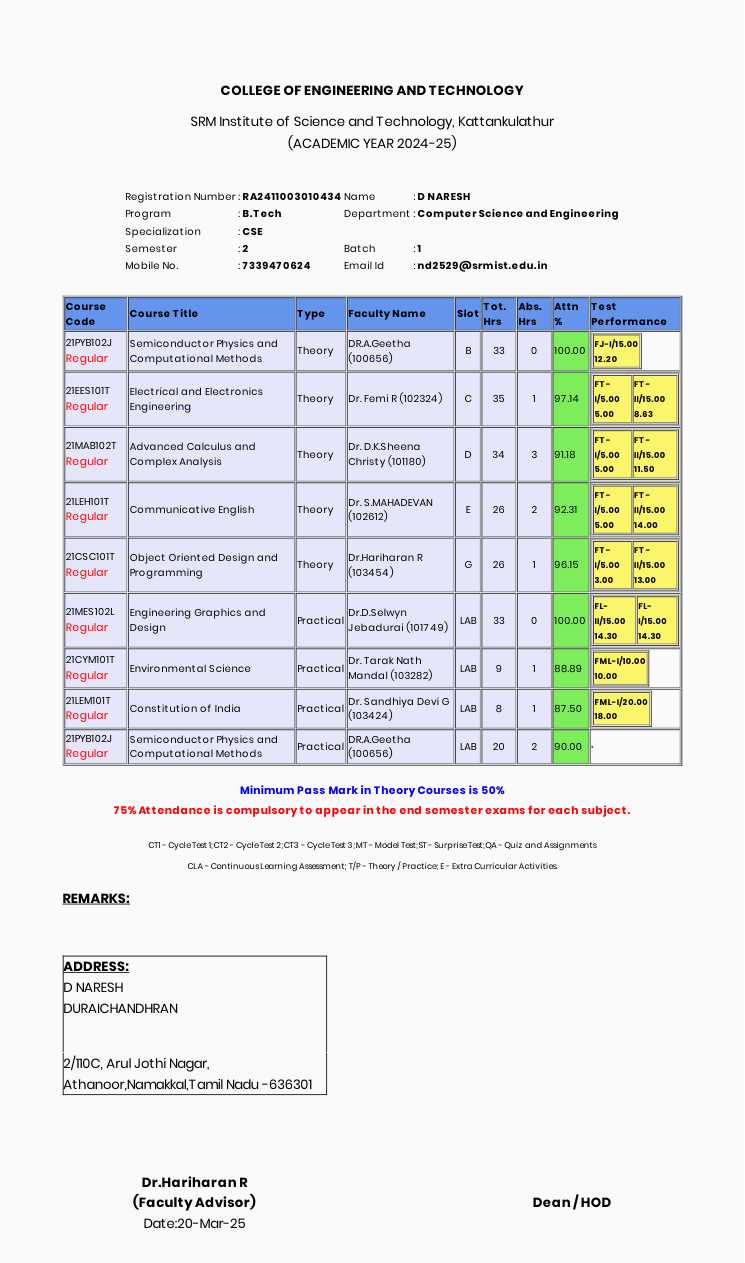 COLLEGE OF ENGINEERING AND TECHNOLOGY
SRM Institute of Science and Technology, Kattankulathur
(ACADEMIC YEAR 2024-25)
Registration Number : RA2411003010434 Name : D NARESH
Program : B.Tech Department : Computer Science and Engineering
Specialization : CSE
Semester : 2 Batch : 1
Mobile No. : 7339470624 Email Id : nd2529@srmist.edu.in
Course Code Course Title Type Faculty Name Slot Tot. Hrs Abs. Hrs Attn % Test Performance
21PYB102J Regular Semiconductor Physics and Computational Methods Theory DR.A.Geetha (100656) B 33 0 100.00 FJ-I/15.00 12.20
21EES101T Regular Electrical and Electronics Engineering Theory Dr. Femi R (102324) C 35 1 97.14 FT-I/5.00 5.00 FT-II/15.00 8.63
21MAB102T Regular Advanced Calculus and Complex Analysis Theory Dr. D.K.Sheena Christy (101180) D 34 3 91.18 FT-I/5.00 5.00 FT-II/15.00 11.50
21LEH101T Regular Communicative English Theory Dr. S.MAHADEVAN (102612) E 26 2 92.31 FT-I/5.00 5.00 FT-II/15.00 14.00
21CSC101T Regular Object Oriented Design and Programming Theory Dr.Hariharan R (103454) G 26 1 96.15 FT-I/5.00 3.00 FT-II/15.00 13.00
21MES102L Regular Engineering Graphics and Design Practical Dr.D.Selwyn Jebadurai (101749) LAB 33 0 100.00 FL-II/15.00 14.30 FL-I/15.00 14.30
21CYM101T Regular Environmental Science Practical Dr. Tarak Nath Mandal (103282) LAB 9 1 88.89 FML-I/10.00 10.00
21LEM101T Regular Constitution of India Practical Dr. Sandhiya Devi G (103424) LAB 8 1 87.50 FML-I/20.00 18.00
21PYB102J Regular Semiconductor Physics and Computational Methods Practical DR.A.Geetha (100656) LAB 20 2 90.00
Minimum Pass Mark in Theory Courses is 50%
75% Attendance is compulsory to appear in the end semester exams for each subject.
CT1 - Cycle Test 1;CT2 - Cycle Test 2;CT3 - Cycle Test 3;MT - Model Test;ST - Surprise Test;QA - Quiz and Assignments
CLA - Continuous Learning Assessment; T/P - Theory / Practice; E - Extra Curricular Activities.
REMARKS:
ADDRESS:
D NARESH
DURAICHANDHRAN
2/110C, Arul Jothi Nagar,
Athanoor,Namakkal,Tamil Nadu -636301
Dr.Hariharan R
(Faculty Advisor) Dean / HOD
Date:20-Mar-25